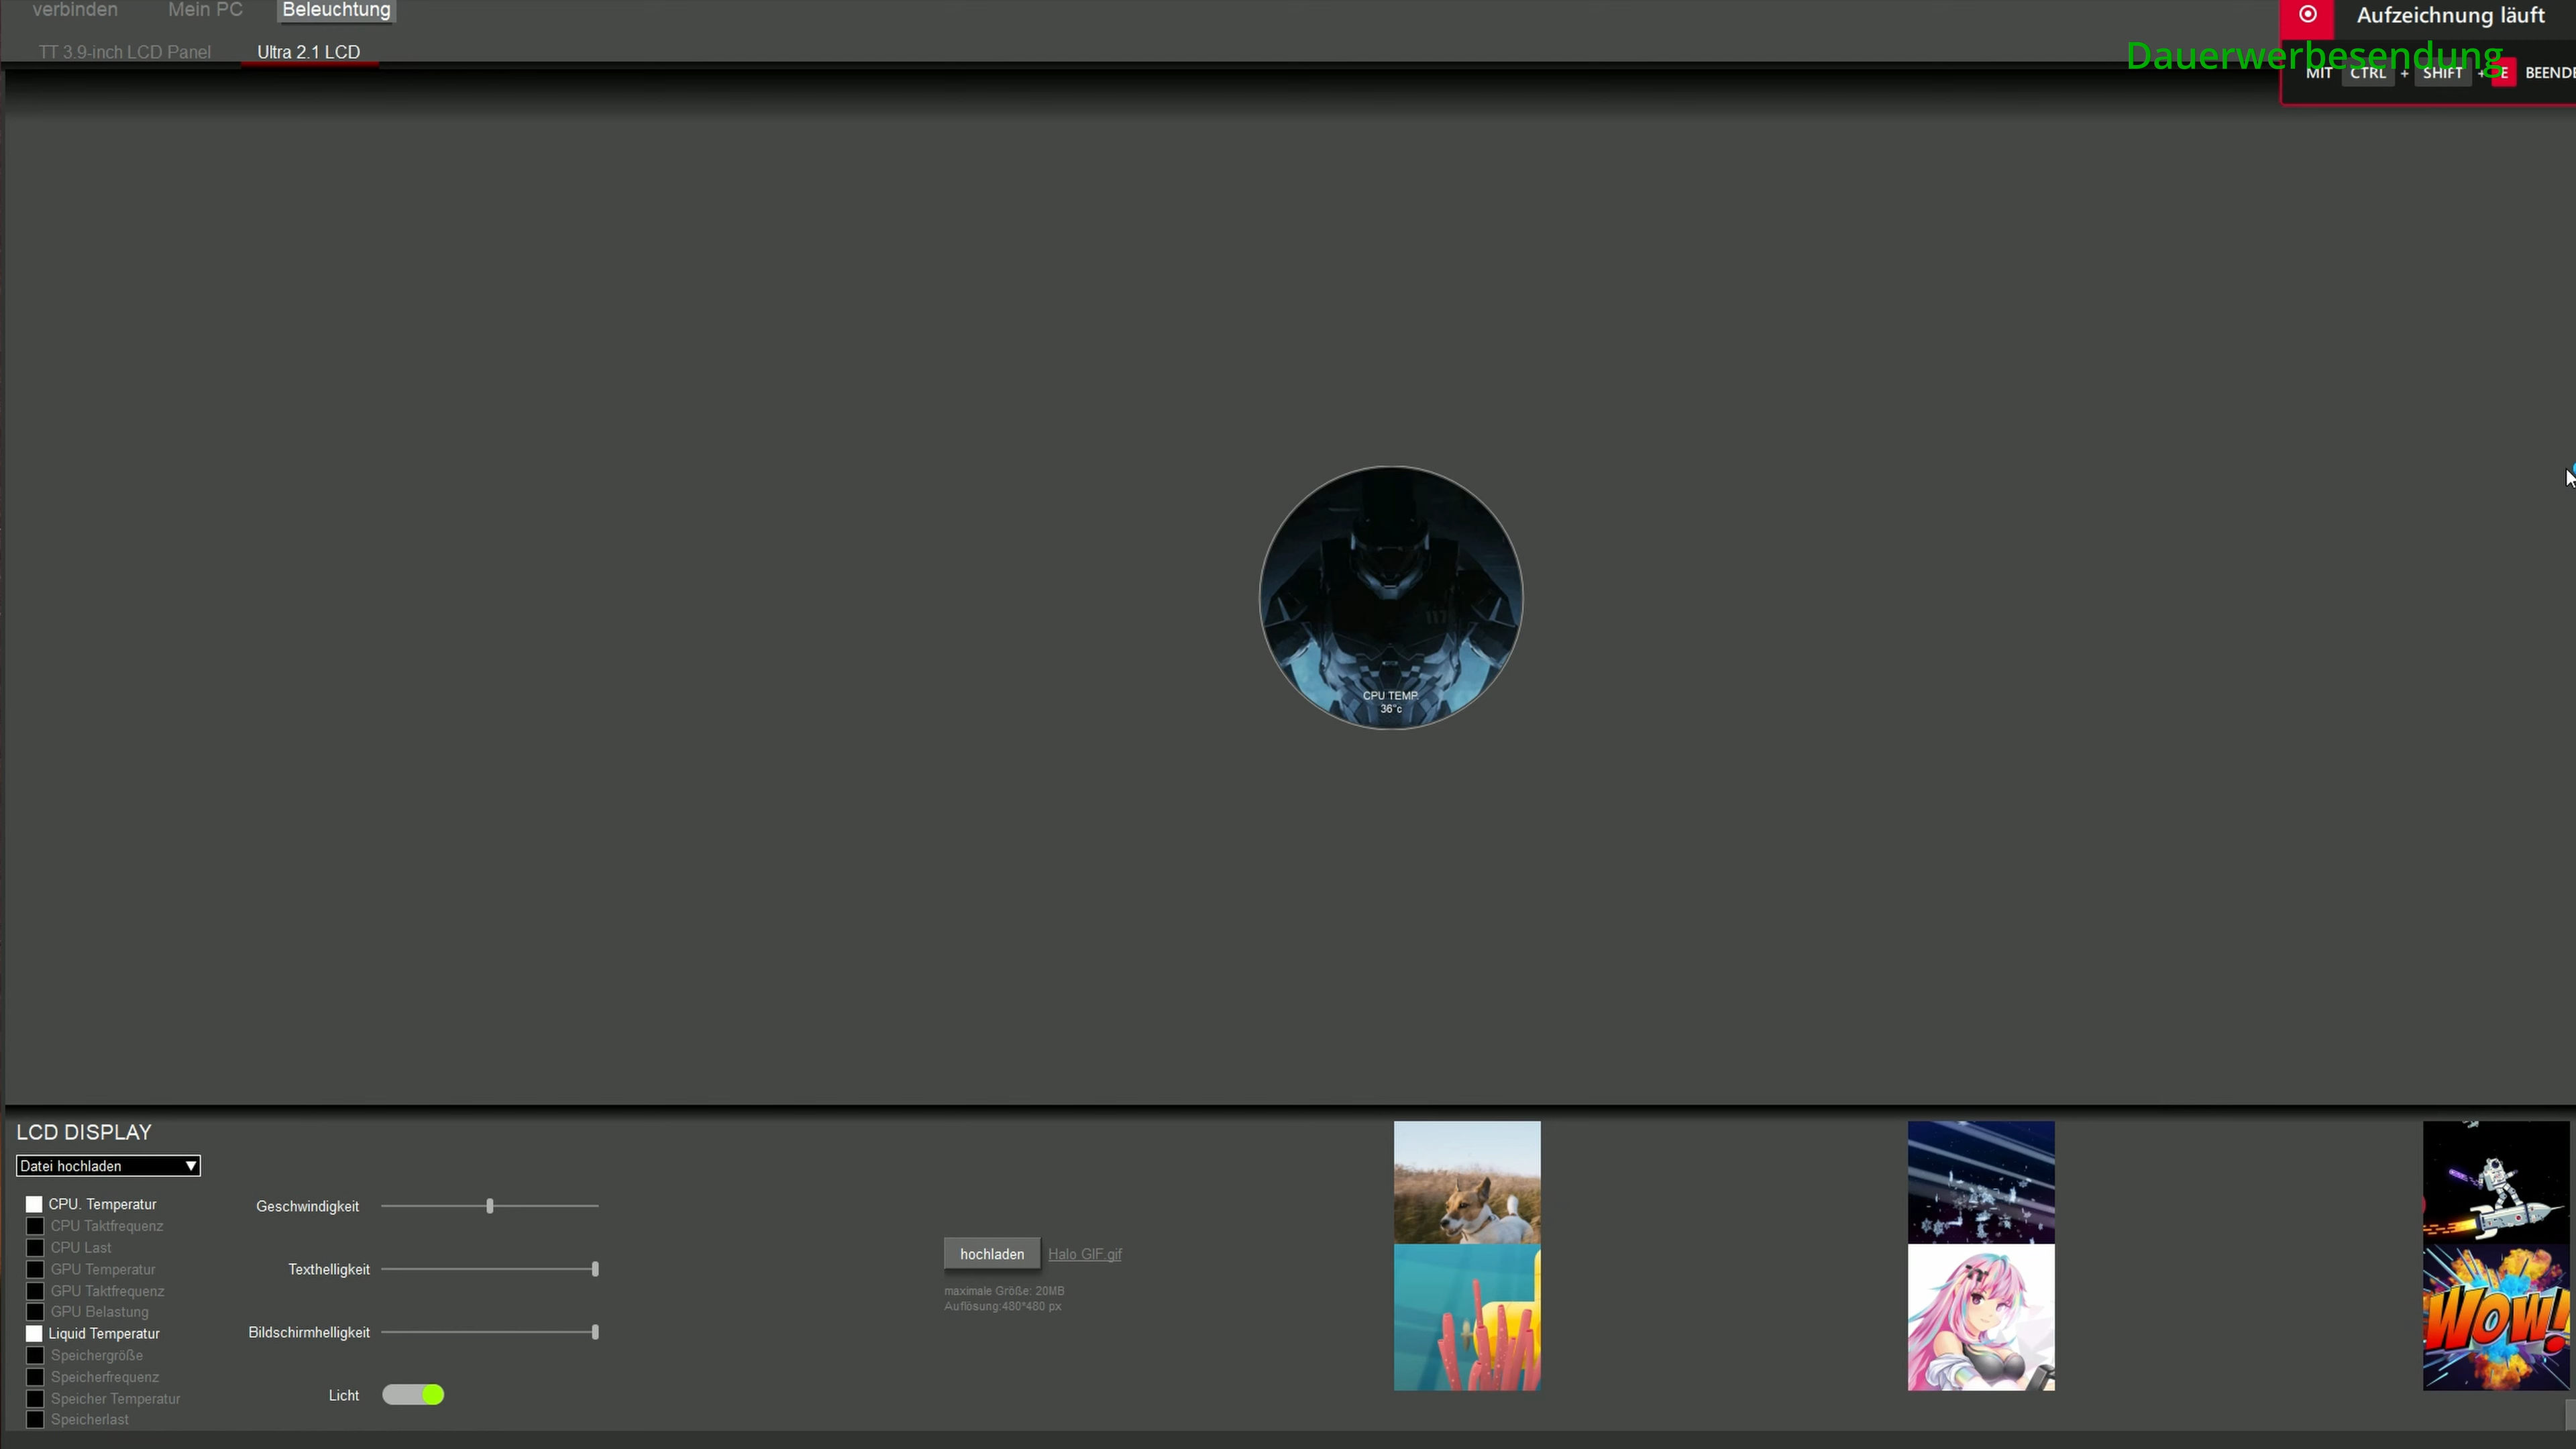 verbinden Mein PC Beleuchtung
Aufzeichnung läuft
TT 3.9-inch LCD Panel Ultra 2.1 LCD
Dauerwerbesendung
MIT CTRL + SHIFT + E
117
CPU TEMP.
36°c
LCD DISPLAY
Datei hochladen
CPU. Temperatur
CPU Taktfrequenz
CPU Last
GPU Temperatur
GPU Taktfrequenz
GPU Belastung
Liquid Temperatur
Speichergröße
Speicherfrequenz
Speicher Temperatur
Speicherlast
Geschwindigkeit
Texthelligkeit
Bildschirmhelligkeit
Licht
hochladen Halo GIF.gif
maximale Größe: 20MB
Auflösung:480*480 px
WOW!